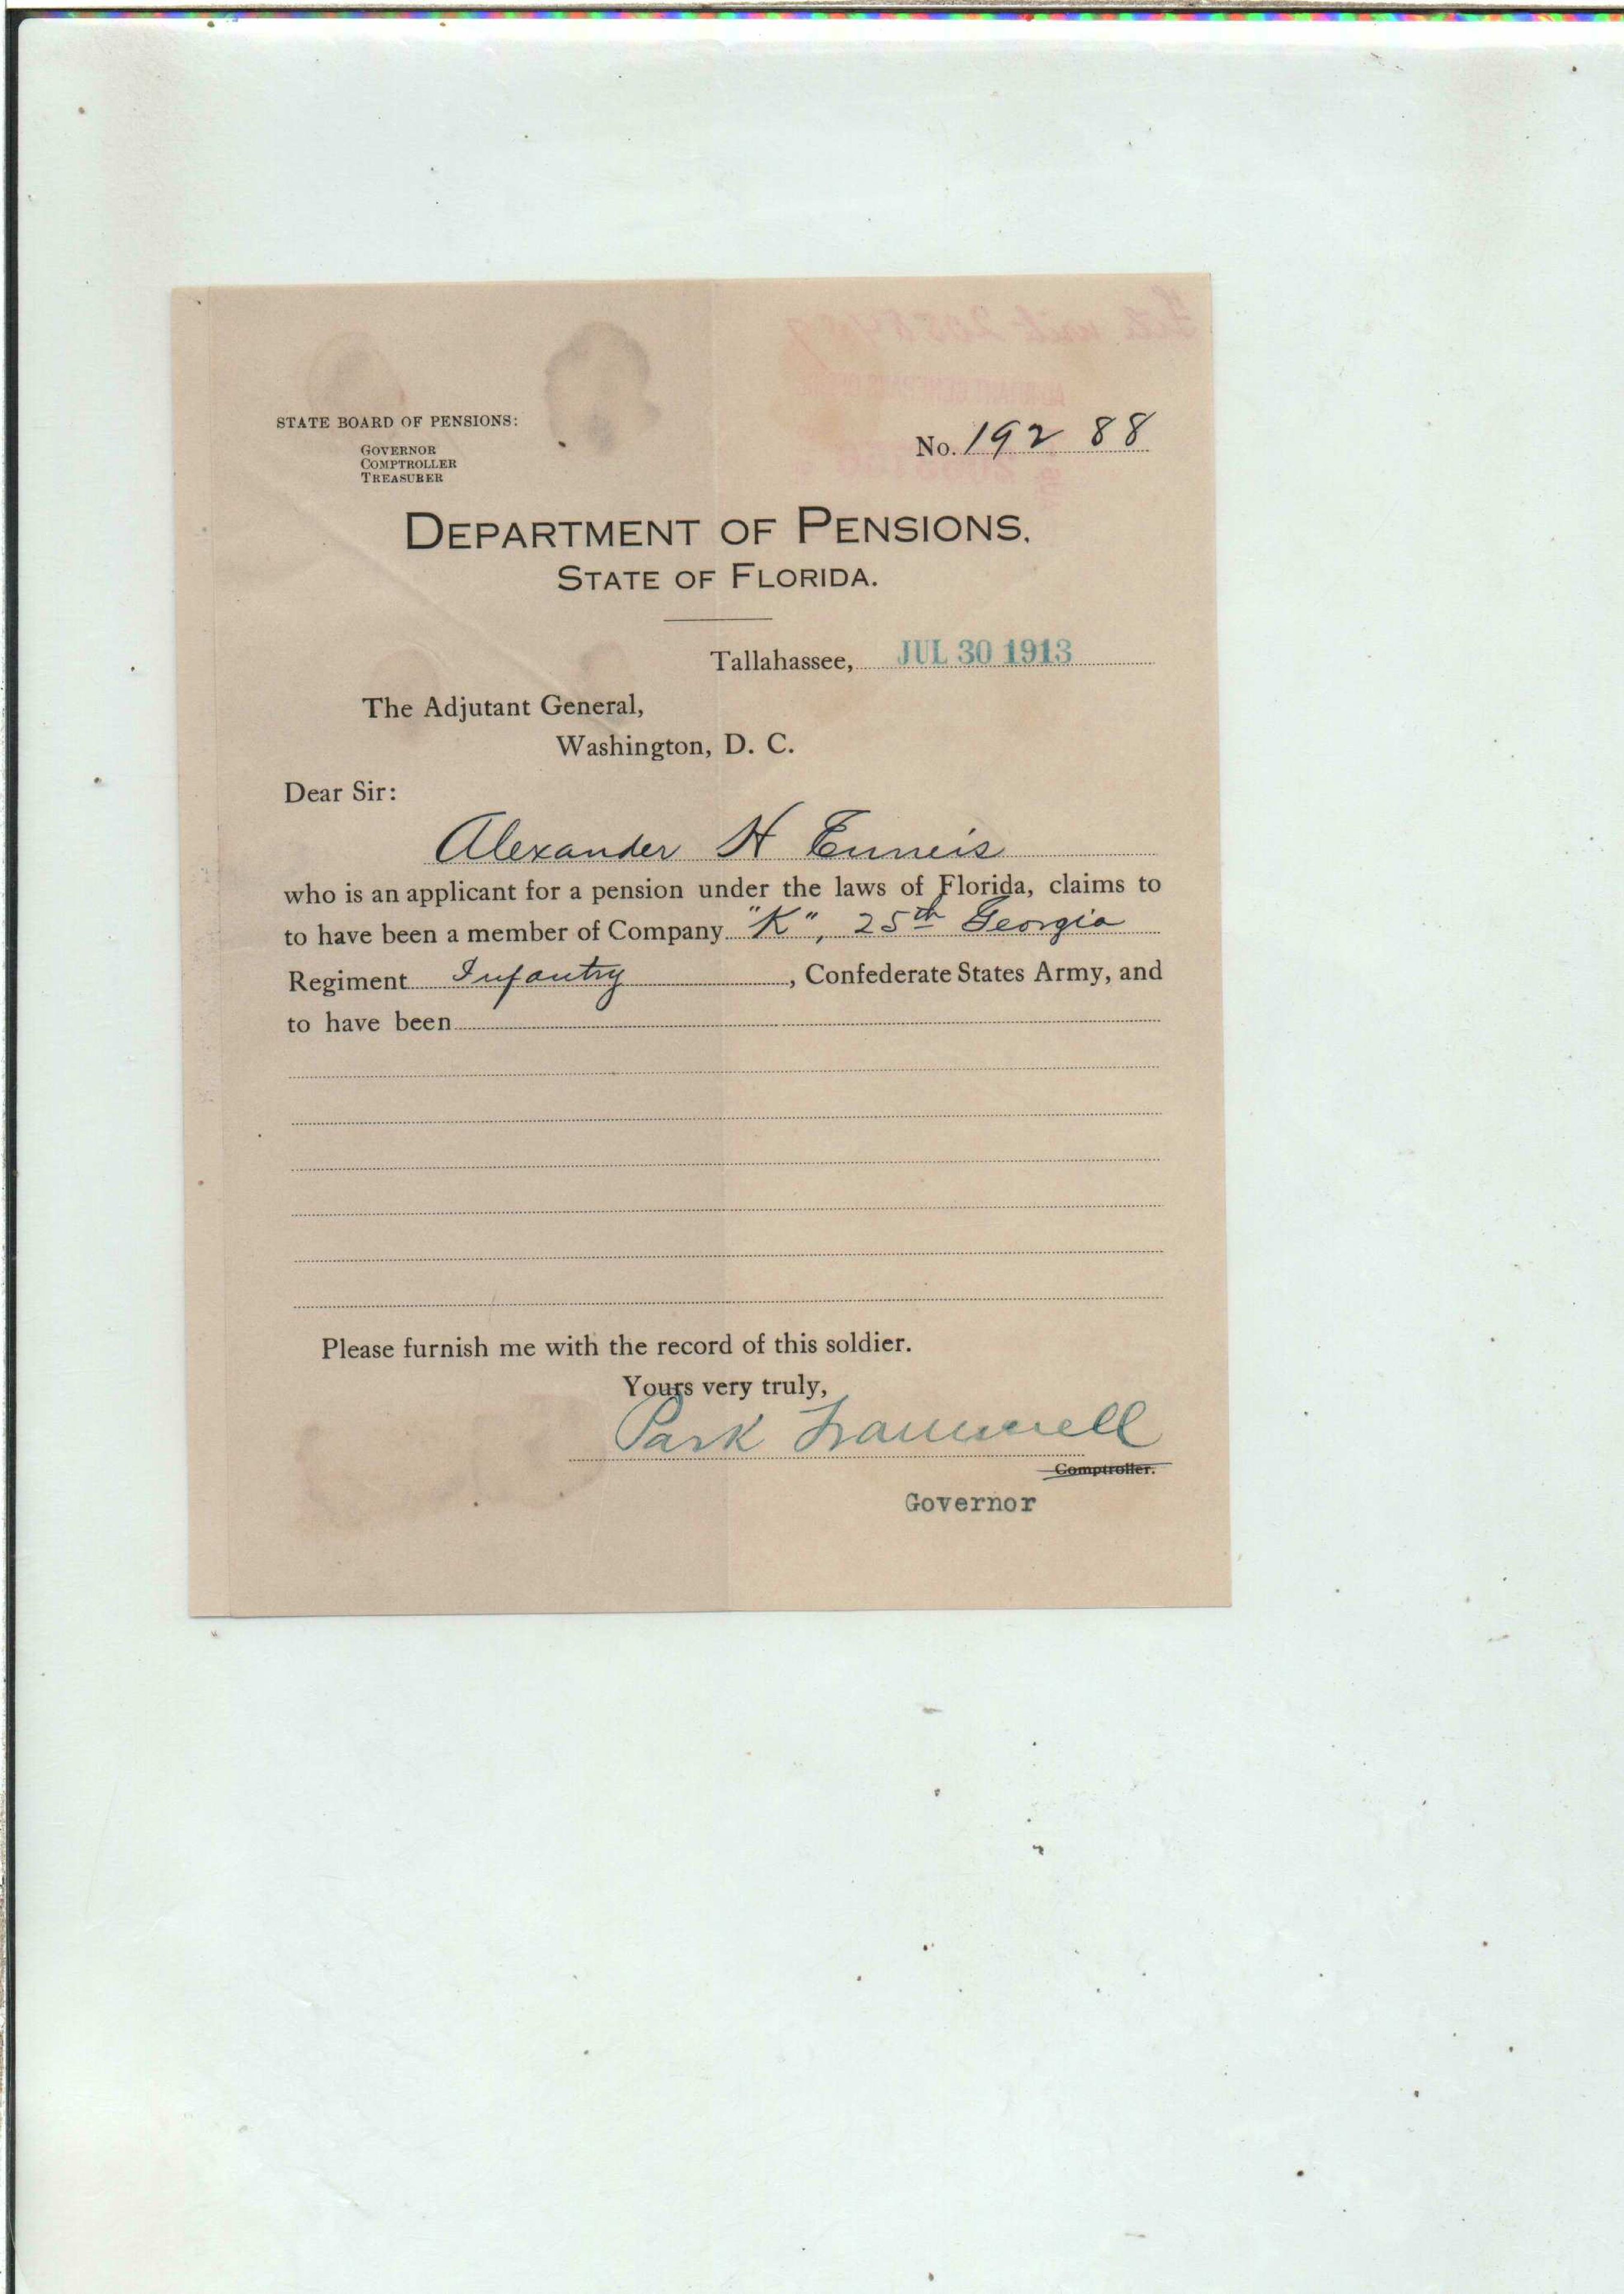 STATE BOARD OF PENSIONS:
GOVERNOR
COMPTROLLER
TREASURER
No. 192 88
DEPARTMENT OF PENSIONS.
STATE OF FLORIDA.
Tallahassee, JUL 30 1913
The Adjutant General,
Washington, D. C.
Dear Sir:
Alexander H Enneis
who is an applicant for a pension under the laws of Florida, claims to
to have been a member of Company "K", 25th Georgia
Regiment Infantry, Confederate States Army, and
to have been
Please furnish me with the record of this soldier.
Yours very truly,
Park Trammell
Comptroller.
Governor